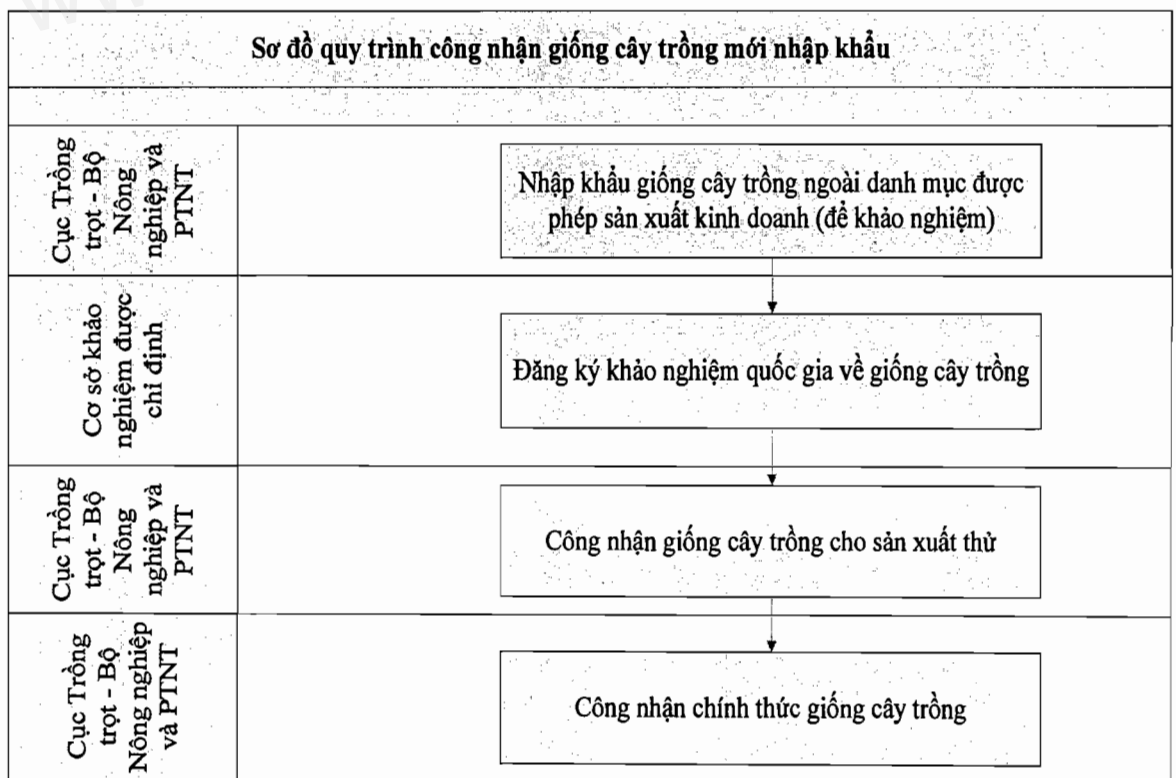 Sơ đồ quy trình công nhận giống cây trồng mới nhập khẩu
Cục Trồng
trọt - Bộ
Nông
nghiệp và
PTNT
Nhập khẩu giống cây trồng ngoài danh mục được
phép sản xuất kinh doanh (để khảo nghiệm)
Cơ sở khảo
nghiệm được
chỉ định
Đăng ký khảo nghiệm quốc gia về giống cây trồng
Cục Trồng
trọt - Bộ
Nông
nghiệp và
PTNT
Công nhận giống cây trồng cho sản xuất thử
Cục Trồng
trọt - Bộ
Nông nghiệp
và PTNT
Công nhận chính thức giống cây trồng